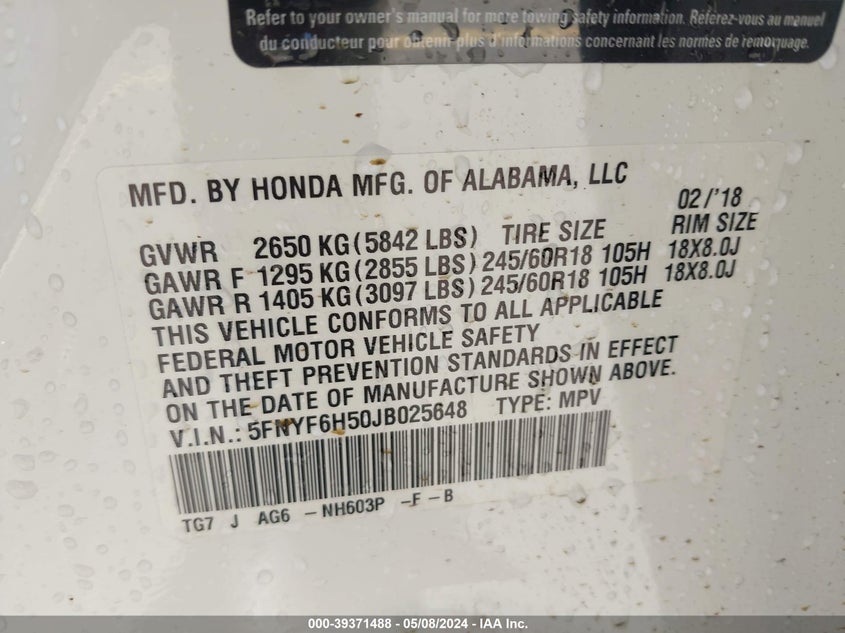 Refer to your owner's manual for more towing safety information. Referez-vous au manuel
du conducteur pour obtenir plus d'informations concernant les normes de remorquage.
MFD. BY HONDA MFG. OF ALABAMA, LLC 02/'18
GVWR 2650 KG(5842 LBS) TIRE SIZE RIM SIZE
GAWR F 1295 KG(2855 LBS) 245/60R18 105H 18X8.0J
GAWR R 1405 KG(3097 LBS) 245/60R18 105H 18X8.0J
THIS VEHICLE CONFORMS TO ALL APPLICABLE
FEDERAL MOTOR VEHICLE SAFETY
AND THEFT PREVENTION STANDARDS IN EFFECT
ON THE DATE OF MANUFACTURE SHOWN ABOVE.
V.I.N.: 5FNYF6H50JB025648 TYPE: MPV
TG7 J AG6 -NH603P -F-B
000-39371488 - 05/08/2024 - IAA Inc.